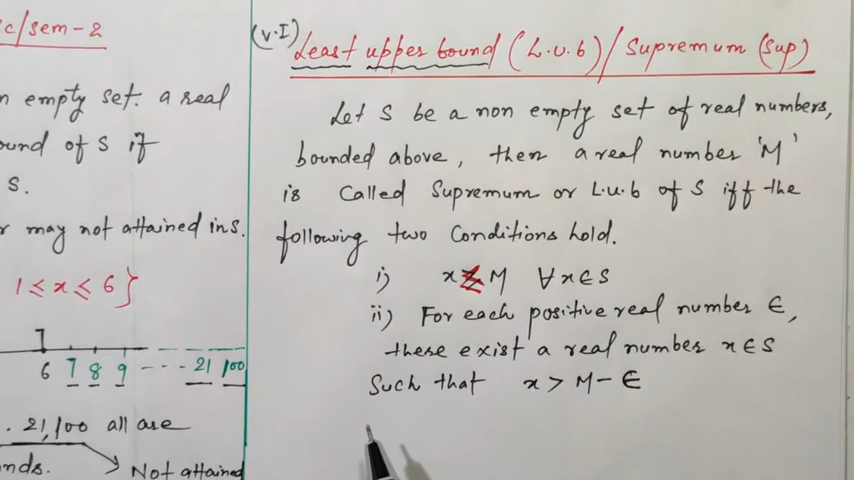 c/sem-2
n empty set. a real
ound of S if
S.
r may not attained in S.
1 ≤ x ≤ 6}
7
6 7 8 9 --- 21 100
. 21, 100 all are
nds. Not attained
(V.I)
Least upper bound (L.u.b) / Supremum (Sup)
Let S be a non empty set of real numbers,
bounded above, then a real number 'M'
is Called Supremum or L.u.b of S iff the
following two Conditions hold.
i) x ≤ M ∀ x ∈ S
ii) For each positive real number ∈,
these exist a real number x ∈ S
Such that x > M - ∈